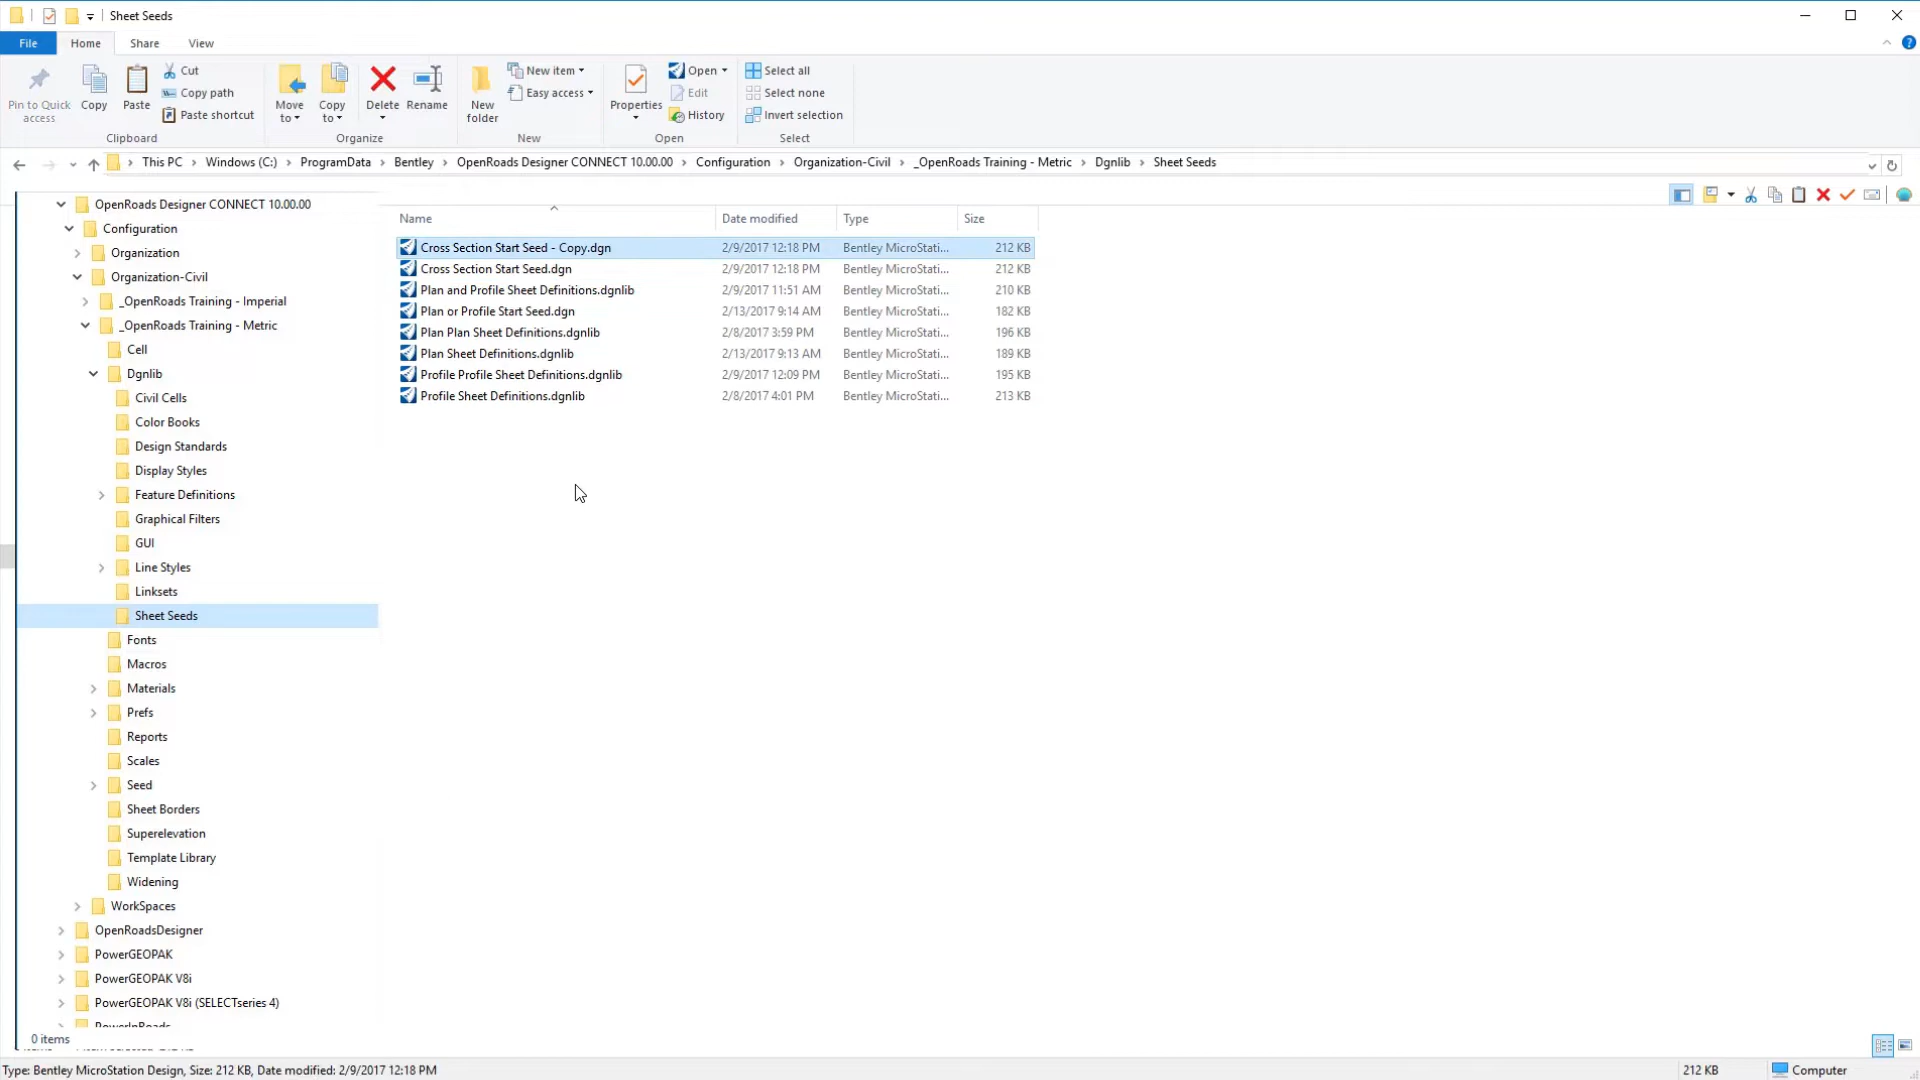 Sheet Seeds
File Home Share View
Pin to Quick access
Copy
Paste
Cut
Copy path
Paste shortcut
Clipboard
Move to
Copy to
Delete
Rename
Organize
New folder
New item
Easy access
New
Properties
Open
Edit
History
Open
Select all
Select none
Invert selection
Select
This PC > Windows (C:) > ProgramData > Bentley > OpenRoads Designer CONNECT 10.00.00 > Configuration > Organization-Civil > _OpenRoads Training - Metric > Dgnlib > Sheet Seeds
OpenRoads Designer CONNECT 10.00.00
Configuration
Organization
Organization-Civil
_OpenRoads Training - Imperial
_OpenRoads Training - Metric
Cell
Dgnlib
Civil Cells
Color Books
Design Standards
Display Styles
Feature Definitions
Graphical Filters
GUI
Line Styles
Linksets
Sheet Seeds
Fonts
Macros
Materials
Prefs
Reports
Scales
Seed
Sheet Borders
Superelevation
Template Library
Widening
WorkSpaces
OpenRoadsDesigner
PowerGEOPAK
PowerGEOPAK V8i
PowerGEOPAK V8i (SELECTseries 4)
PowerInRoads
Name Date modified Type Size
Cross Section Start Seed - Copy.dgn 2/9/2017 12:18 PM Bentley MicroStati... 212 KB
Cross Section Start Seed.dgn 2/9/2017 12:18 PM Bentley MicroStati... 212 KB
Plan and Profile Sheet Definitions.dgnlib 2/9/2017 11:51 AM Bentley MicroStati... 210 KB
Plan or Profile Start Seed.dgn 2/13/2017 9:14 AM Bentley MicroStati... 182 KB
Plan Plan Sheet Definitions.dgnlib 2/8/2017 3:59 PM Bentley MicroStati... 196 KB
Plan Sheet Definitions.dgnlib 2/13/2017 9:13 AM Bentley MicroStati... 189 KB
Profile Profile Sheet Definitions.dgnlib 2/9/2017 12:09 PM Bentley MicroStati... 195 KB
Profile Sheet Definitions.dgnlib 2/8/2017 4:01 PM Bentley MicroStati... 213 KB
0 items
Type: Bentley MicroStation Design, Size: 212 KB, Date modified: 2/9/2017 12:18 PM 212 KB Computer